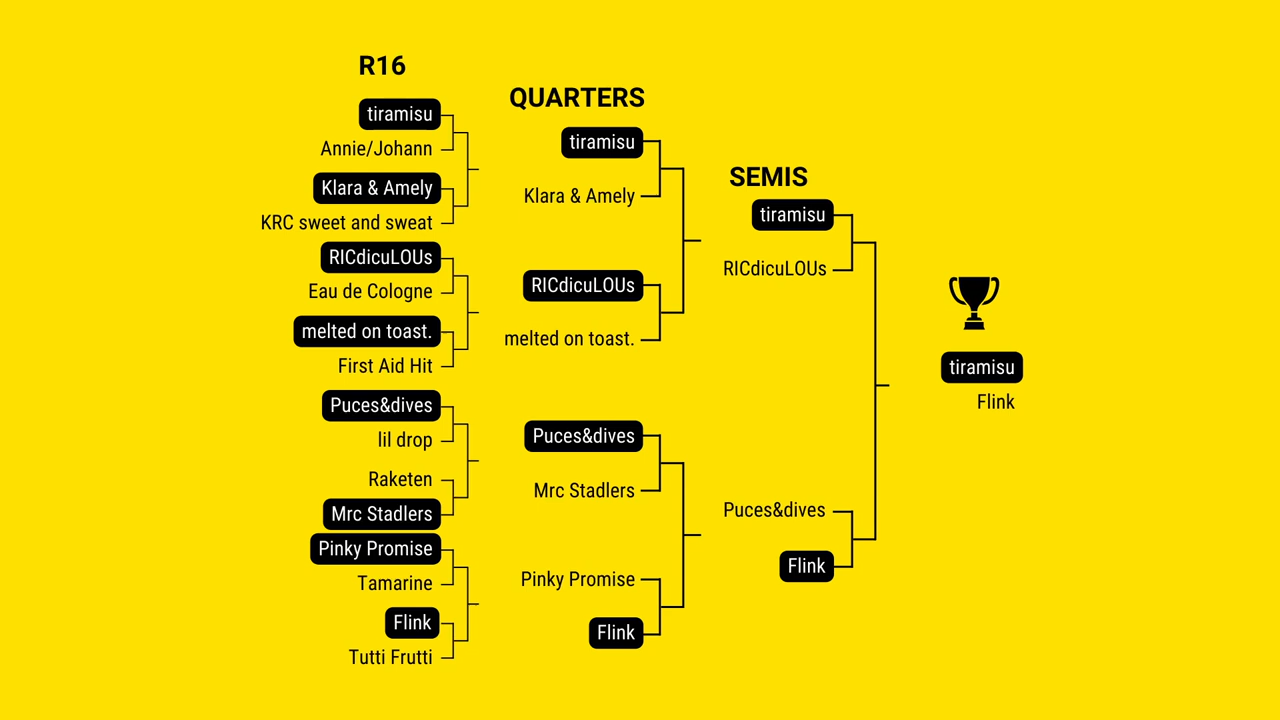 R16
tiramisu
Annie/Johann
Klara & Amely
KRC sweet and sweat
RICdicuLOUs
Eau de Cologne
melted on toast.
First Aid Hit
Puces&dives
lil drop
Raketen
Mrc Stadlers
Pinky Promise
Tamarine
Flink
Tutti Frutti
QUARTERS
tiramisu
Klara & Amely
RICdicuLOUs
melted on toast.
Puces&dives
Mrc Stadlers
Pinky Promise
Flink
SEMIS
tiramisu
RICdicuLOUs
Puces&dives
Flink
tiramisu
Flink